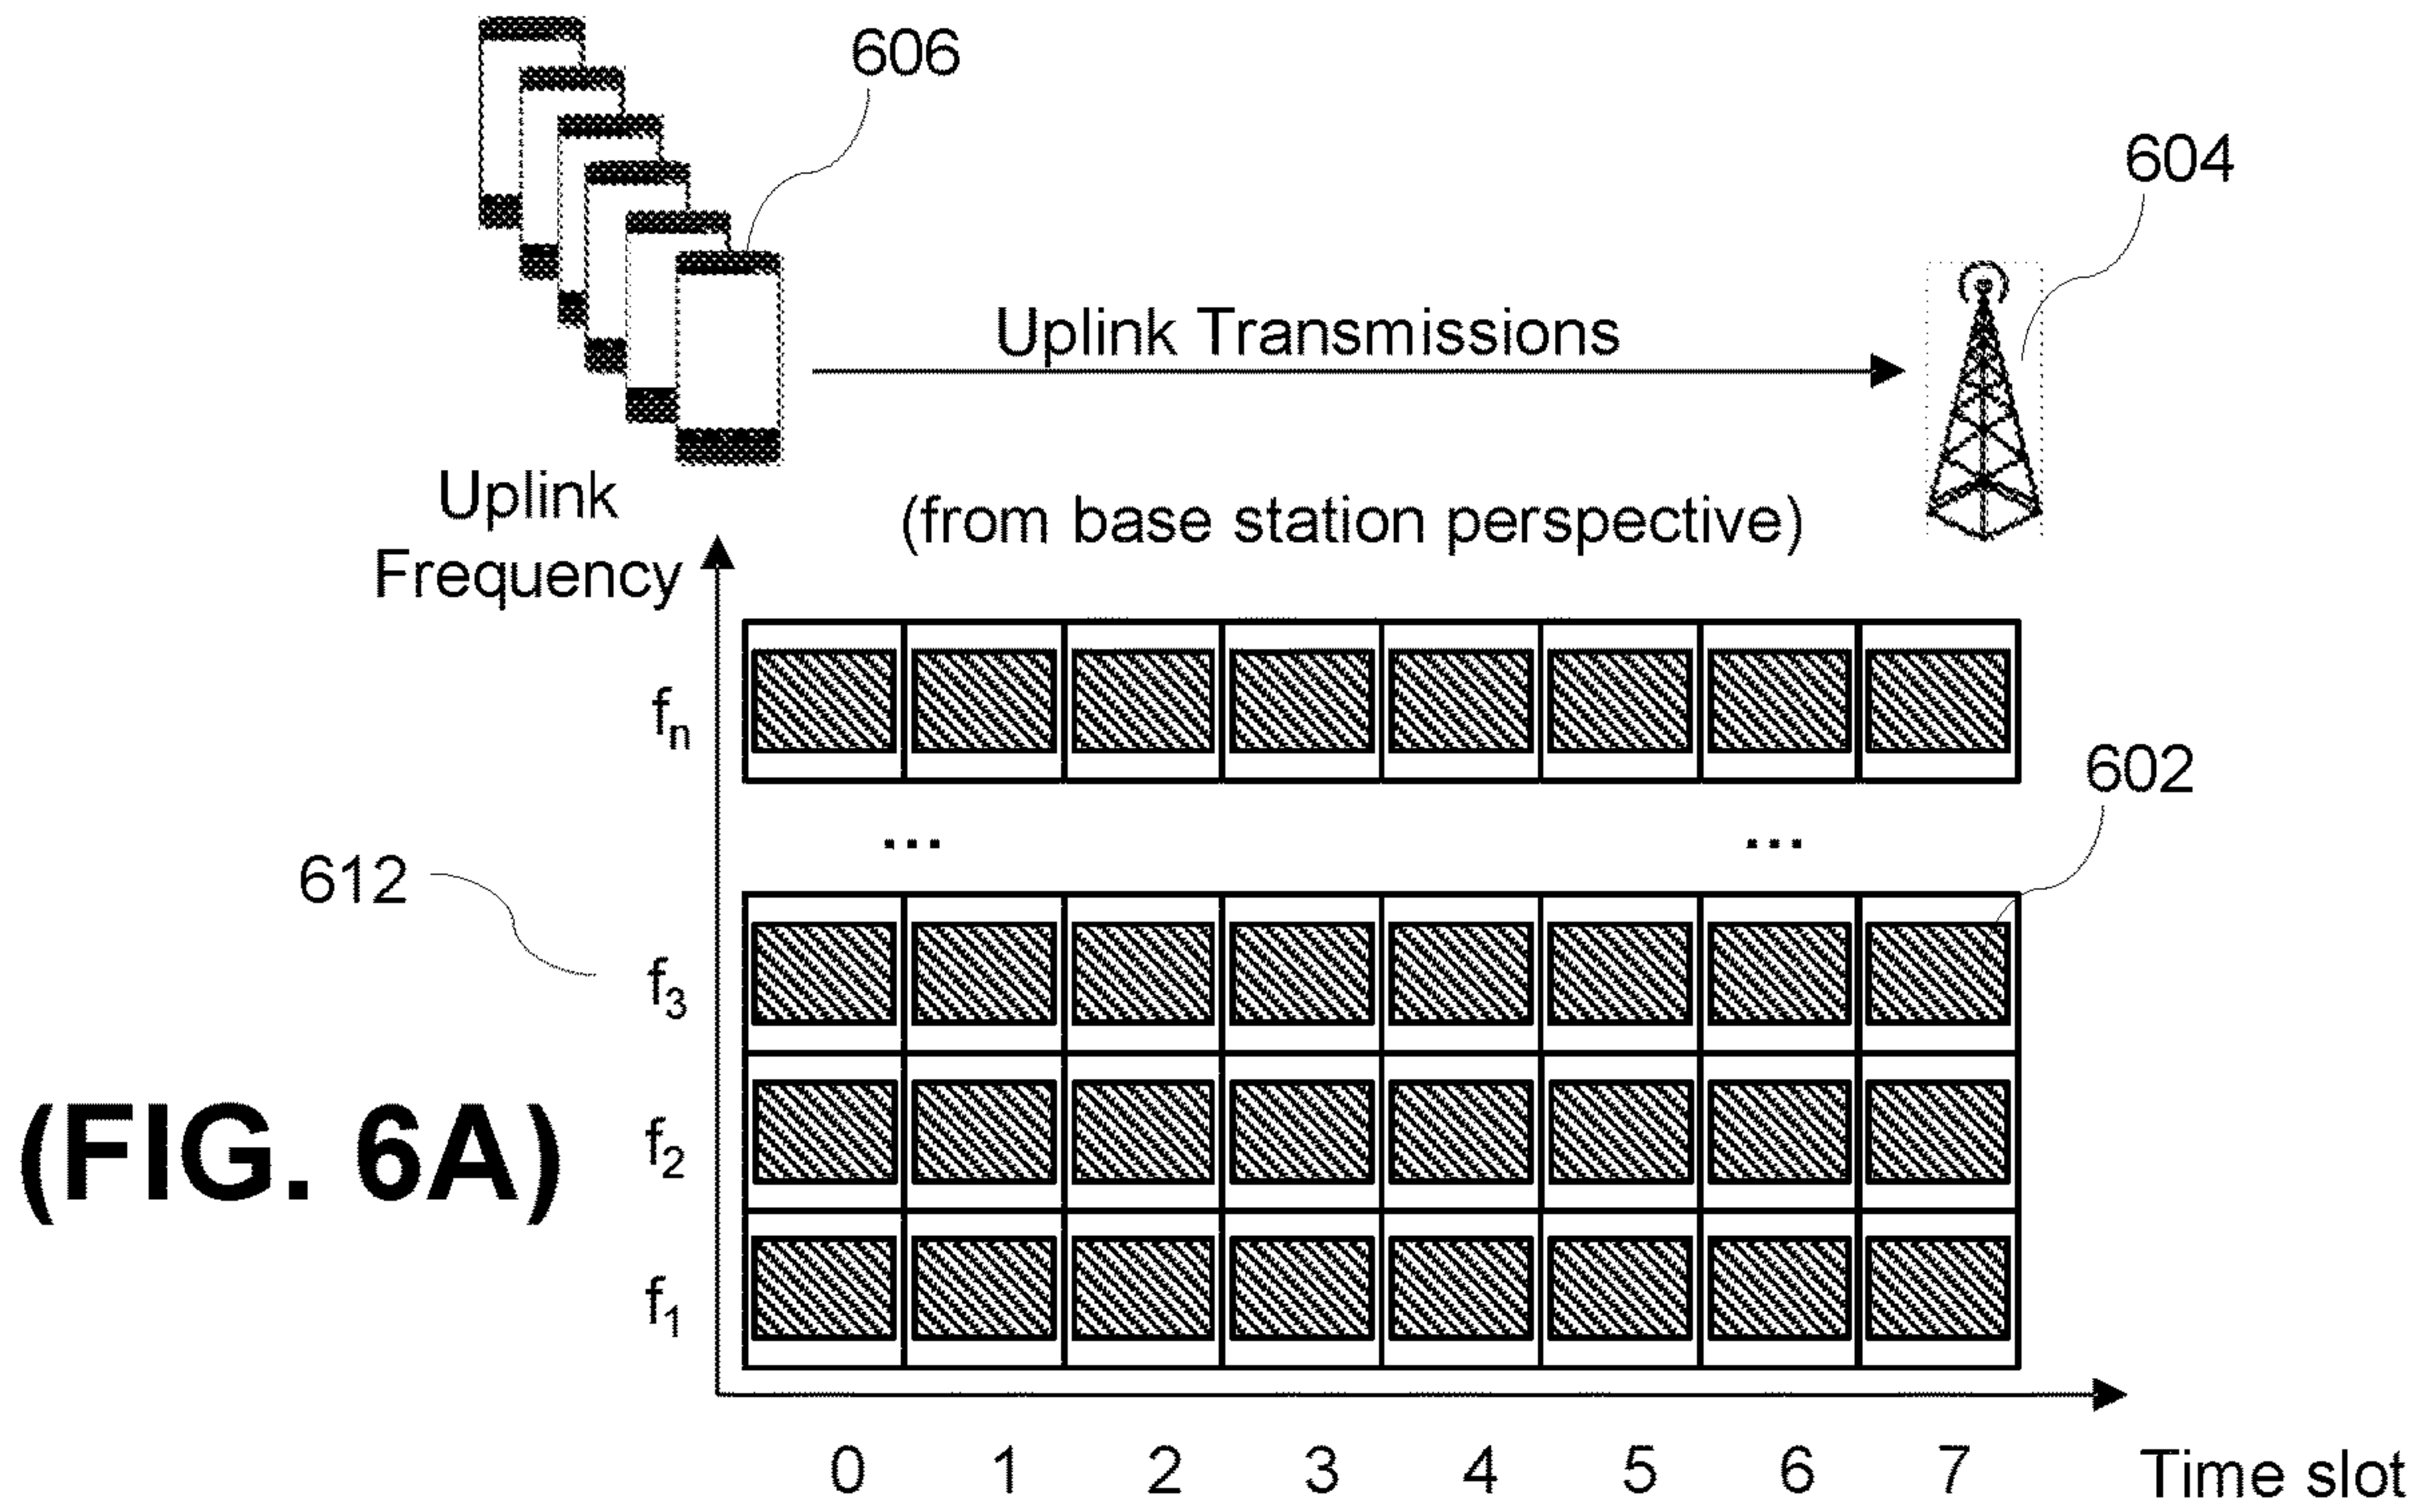 606
604
Uplink Transmissions
Uplink
Frequency
(from base station perspective)
fn
602
... ...
612
f3
(FIG. 6A)
f2
f1
0 1 2 3 4 5 6 7 Time slot